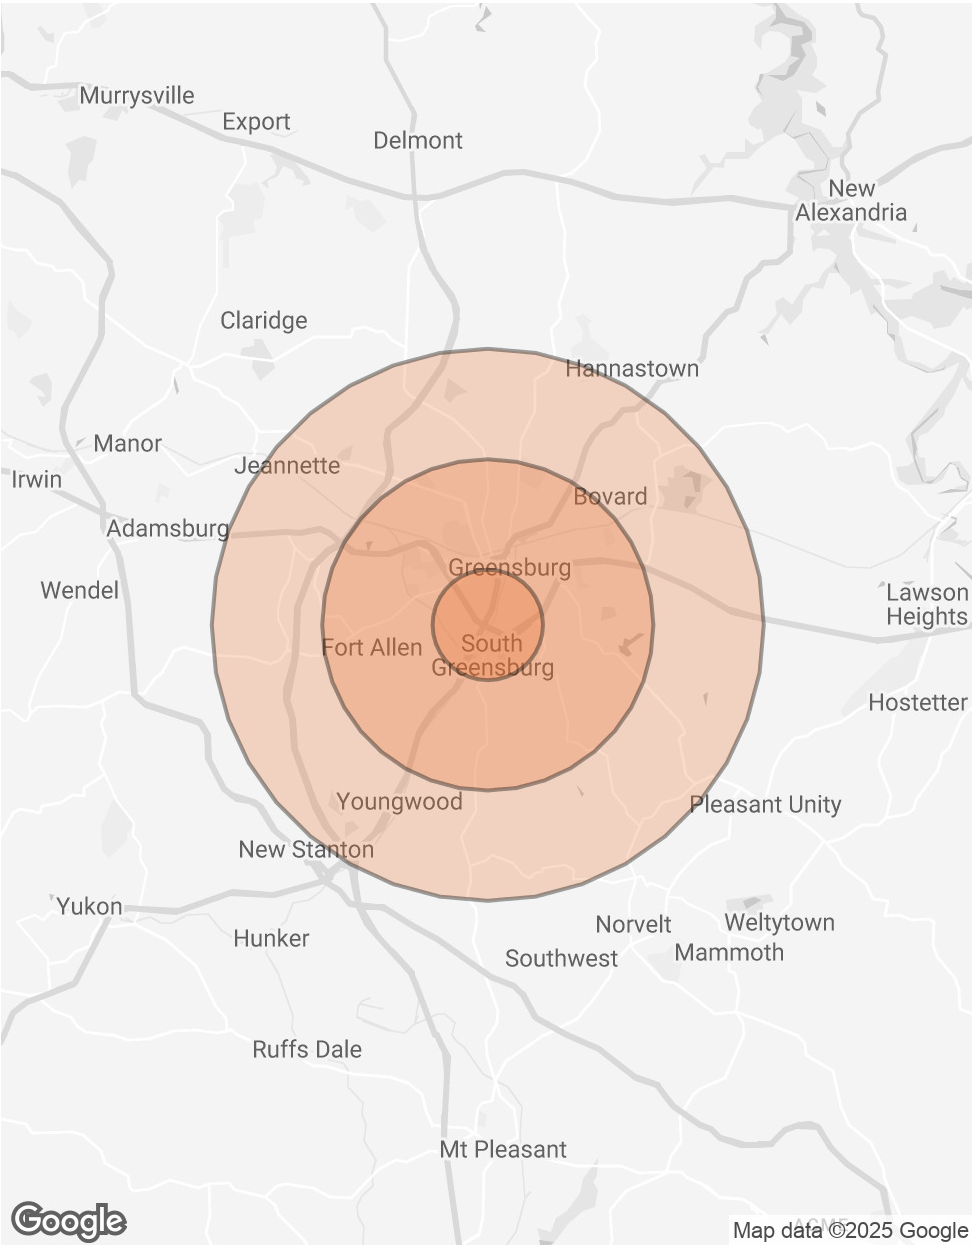 Murrysville
Export
Delmont
New
Alexandria
Claridge
Hannastown
Manor
Jeannette
Irwin
Bovard
Adamsburg
Greensburg
Wendel
Lawson
Heights
Fort Allen
South
Greensburg
Hostetter
Youngwood
Pleasant Unity
New Stanton
Yukon
Norvelt
Weltytown
Hunker
Southwest
Mammoth
Ruffs Dale
Mt Pleasant
Google
ACME
Map data ©2025 Google